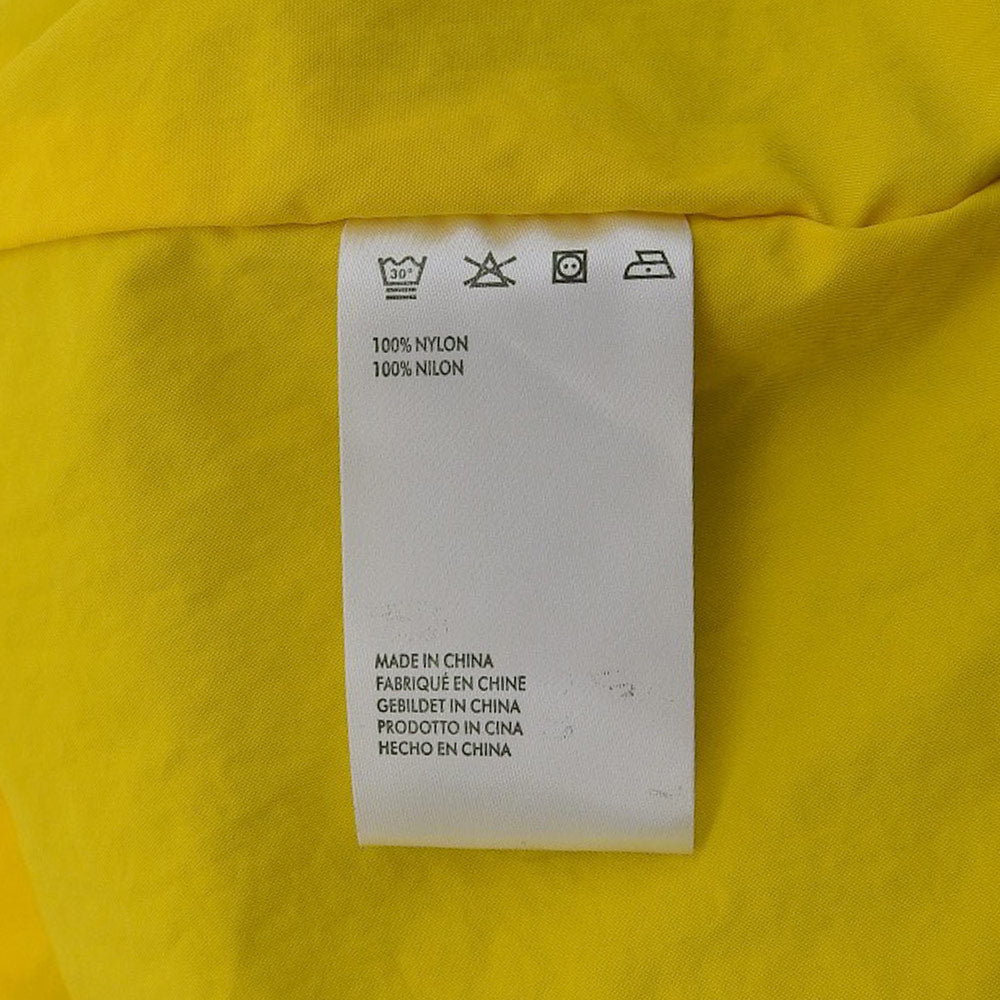 30°
100% NYLON
100% NILON
MADE IN CHINA
FABRIQUÉ EN CHINE
GEBILDET IN CHINA
PRODOTTO IN CINA
HECHO EN CHINA